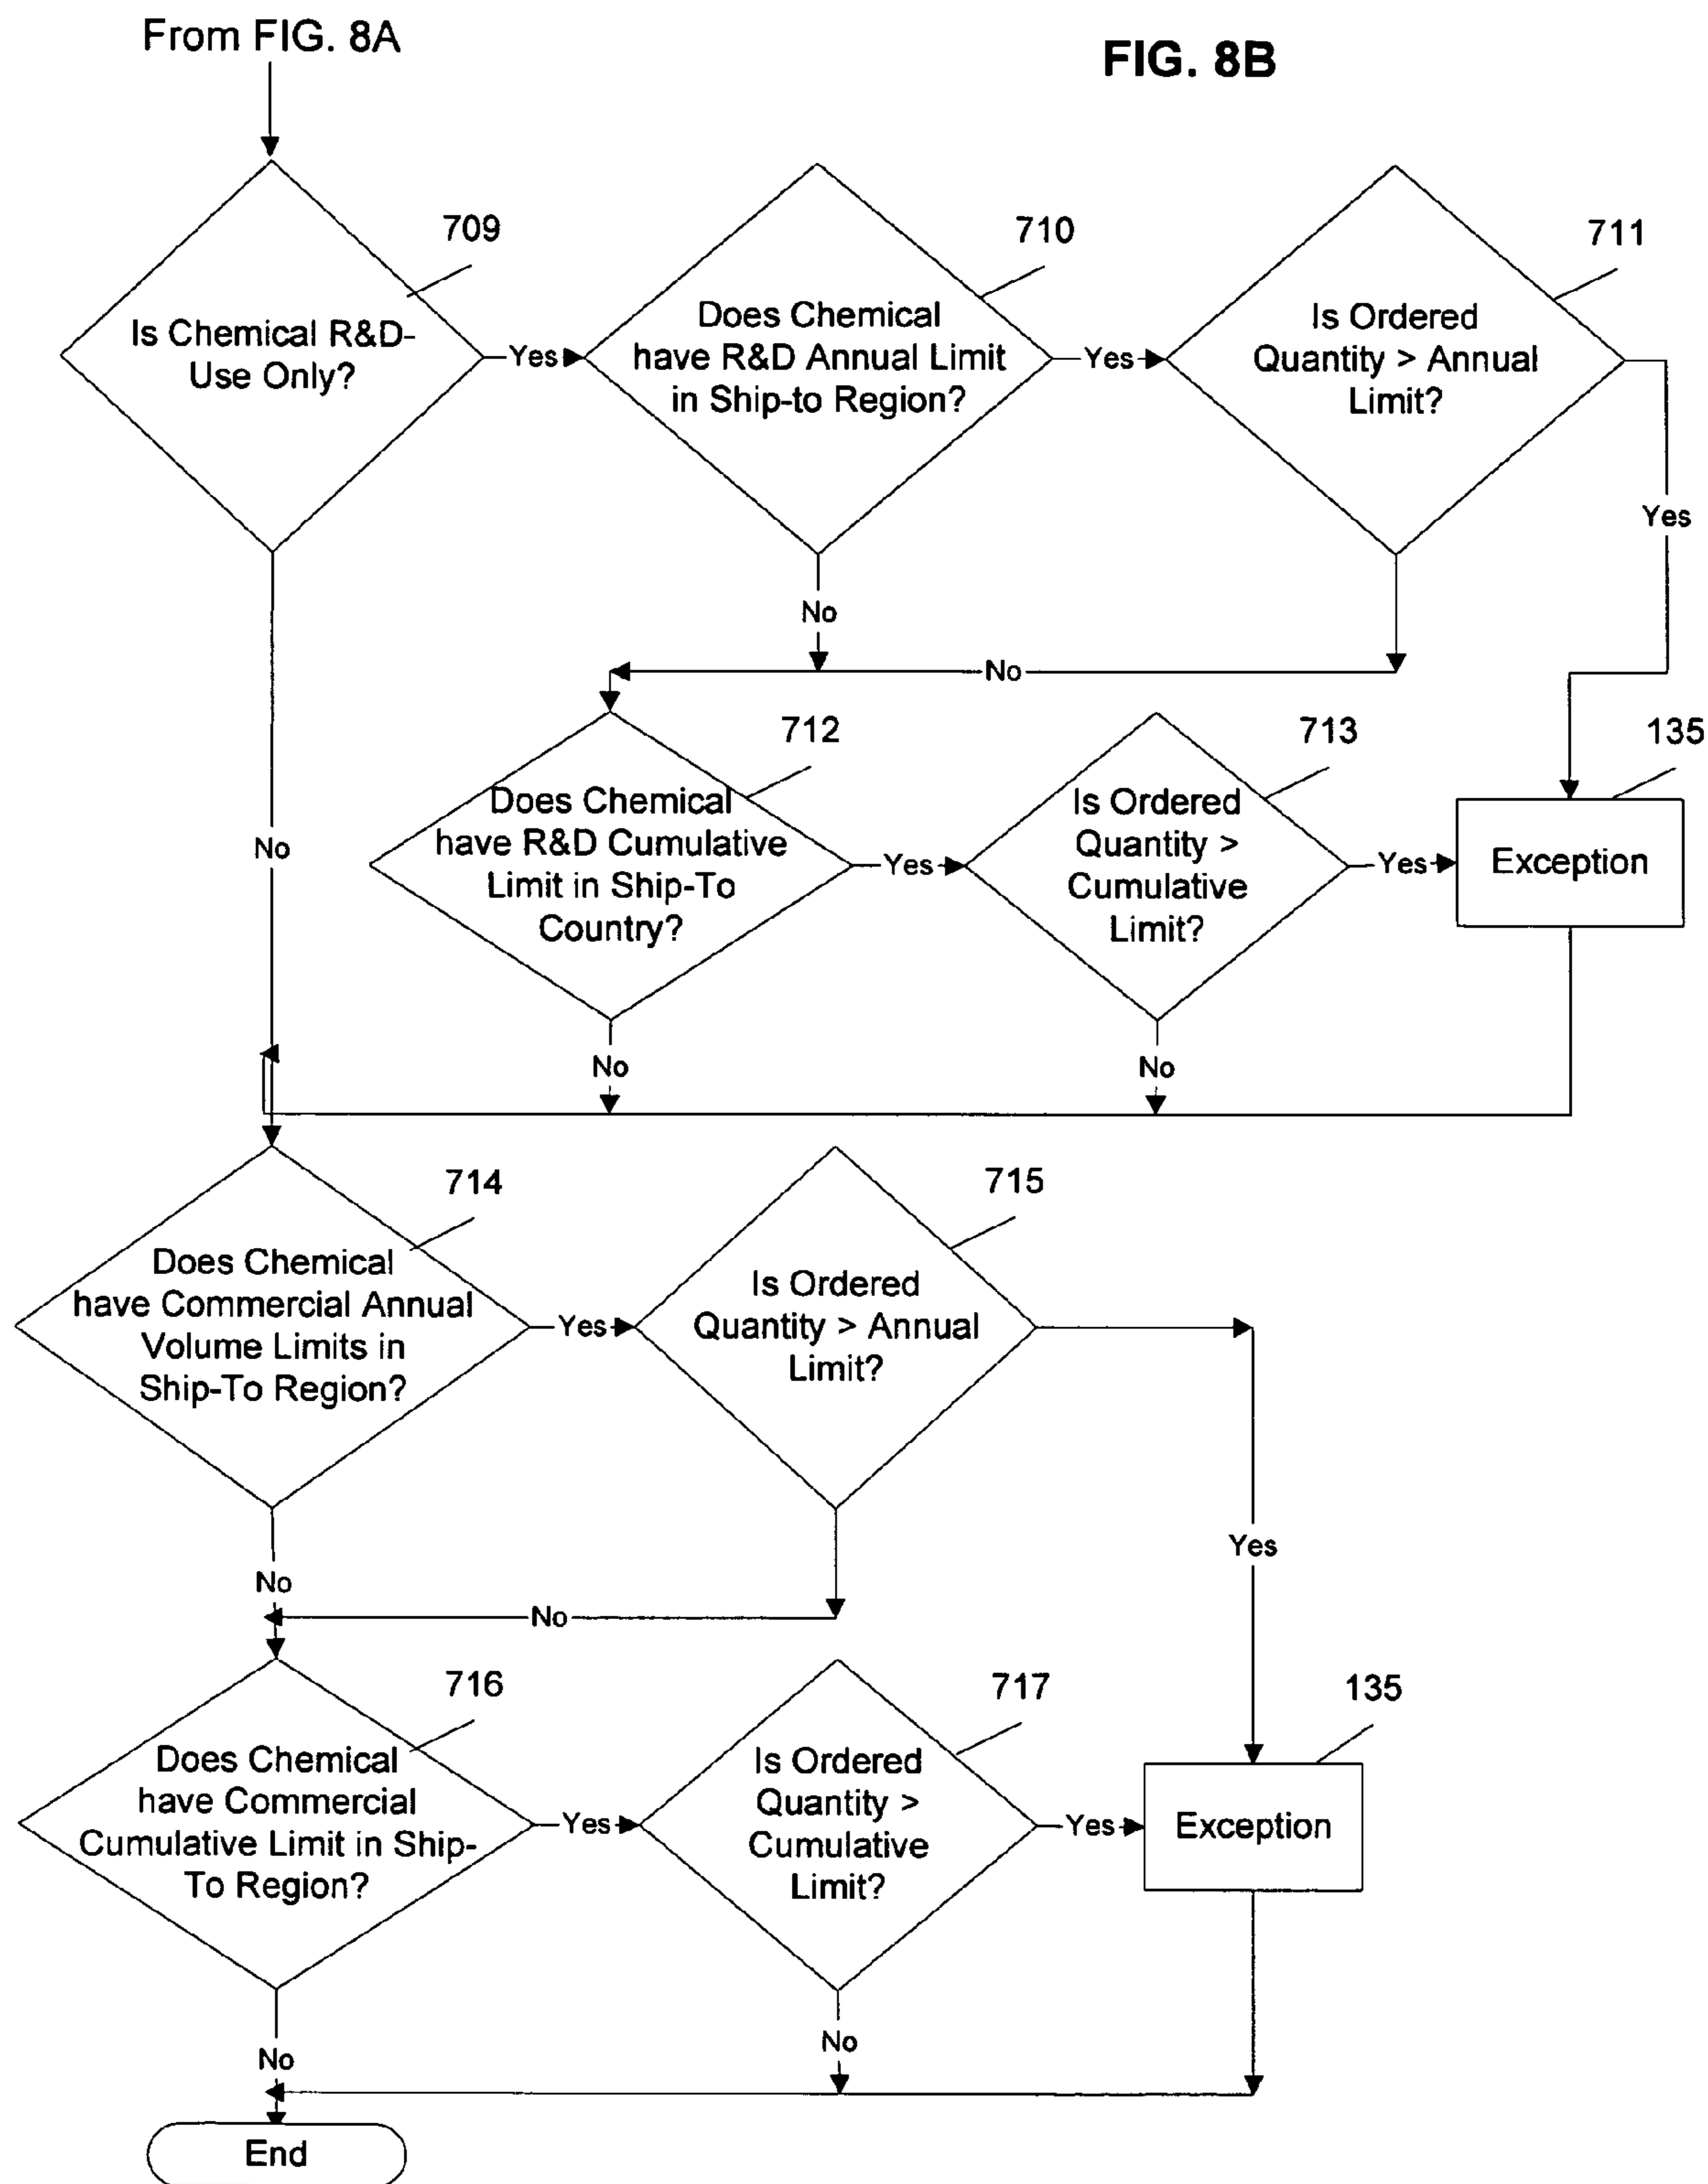 From FIG. 8A
FIG. 8B
709
710
711
Is Chemical R&D-
Use Only?
Yes
Does Chemical
have R&D Annual Limit
in Ship-to Region?
Yes
Is Ordered
Quantity > Annual
Limit?
Yes
No
No
No
712
713
135
Does Chemical
have R&D Cumulative
Limit in Ship-To
Country?
Yes
Is Ordered
Quantity >
Cumulative
Limit?
Yes
Exception
No
No
714
715
Does Chemical
have Commercial Annual
Volume Limits in
Ship-To Region?
Yes
Is Ordered
Quantity > Annual
Limit?
Yes
No
No
716
717
135
Does Chemical
have Commercial
Cumulative Limit in Ship-
To Region?
Yes
Is Ordered
Quantity >
Cumulative
Limit?
Yes
Exception
No
No
End